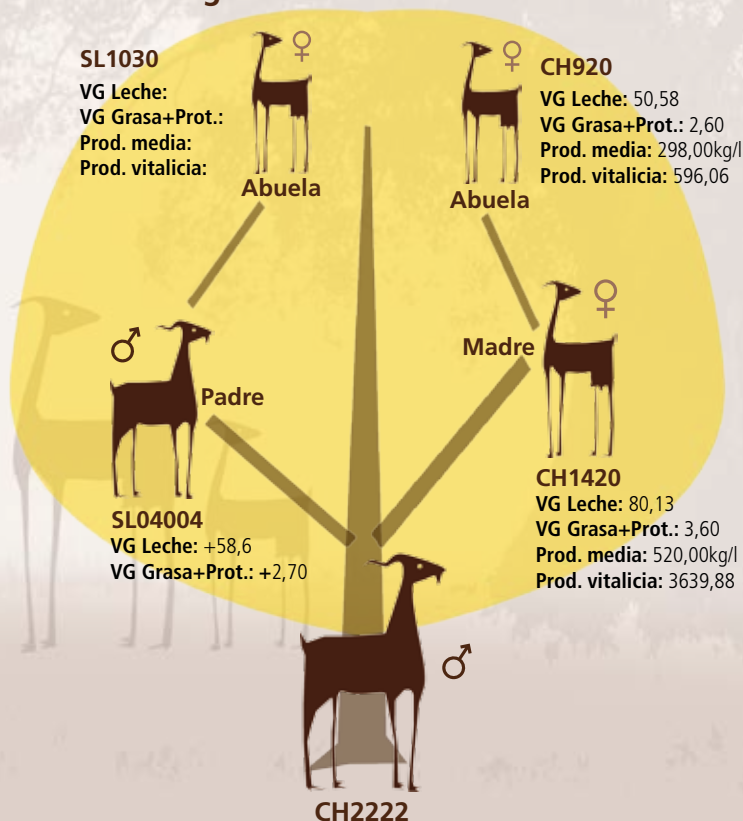 SL1030
VG Leche:
VG Grasa+Prot.:
Prod. media:
Prod. vitalicia:
♀
Abuela
♀
CH920
VG Leche: 50,58
VG Grasa+Prot.: 2,60
Prod. media: 298,00kg/l
Prod. vitalicia: 596,06
Abuela
♂
Padre
SL04004
VG Leche: +58,6
VG Grasa+Prot.: +2,70
♀
Madre
CH1420
VG Leche: 80,13
VG Grasa+Prot.: 3,60
Prod. media: 520,00kg/l
Prod. vitalicia: 3639,88
♂
CH2222